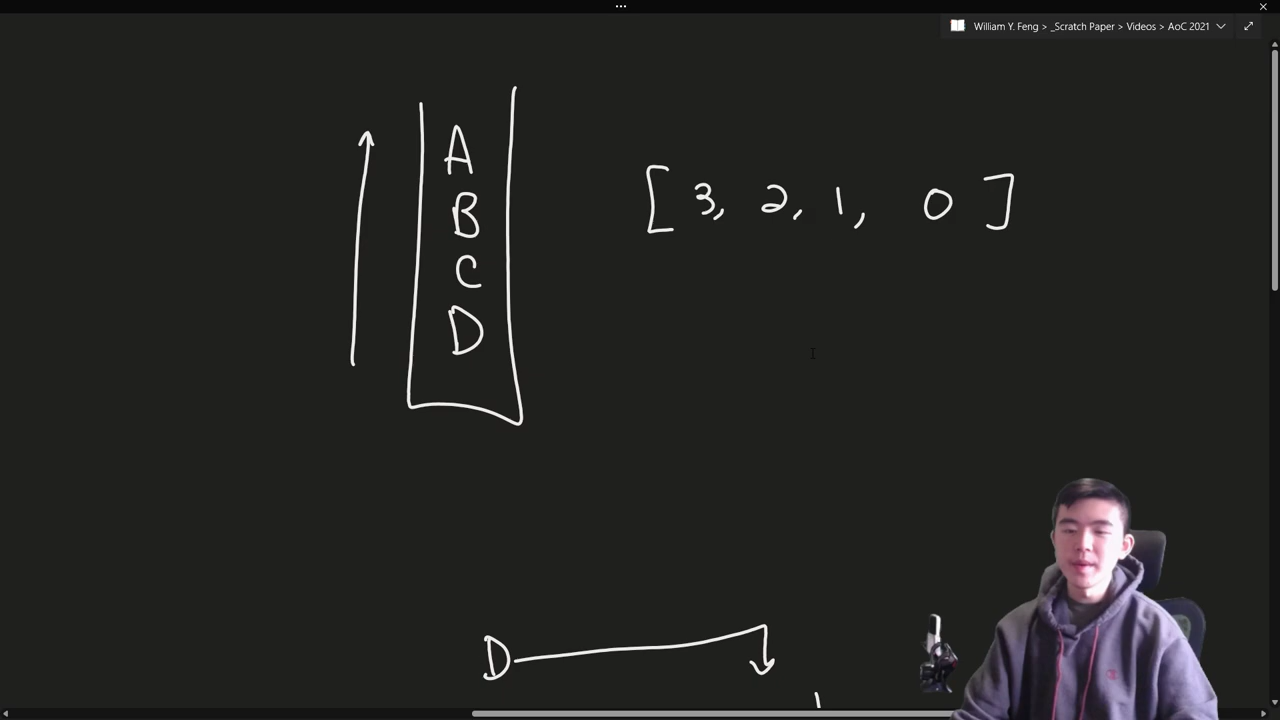 ...
William Y. Feng > _Scratch Paper > Videos > AoC 2021
A
B
C
D
[ 3, 2, 1, 0 ]
D